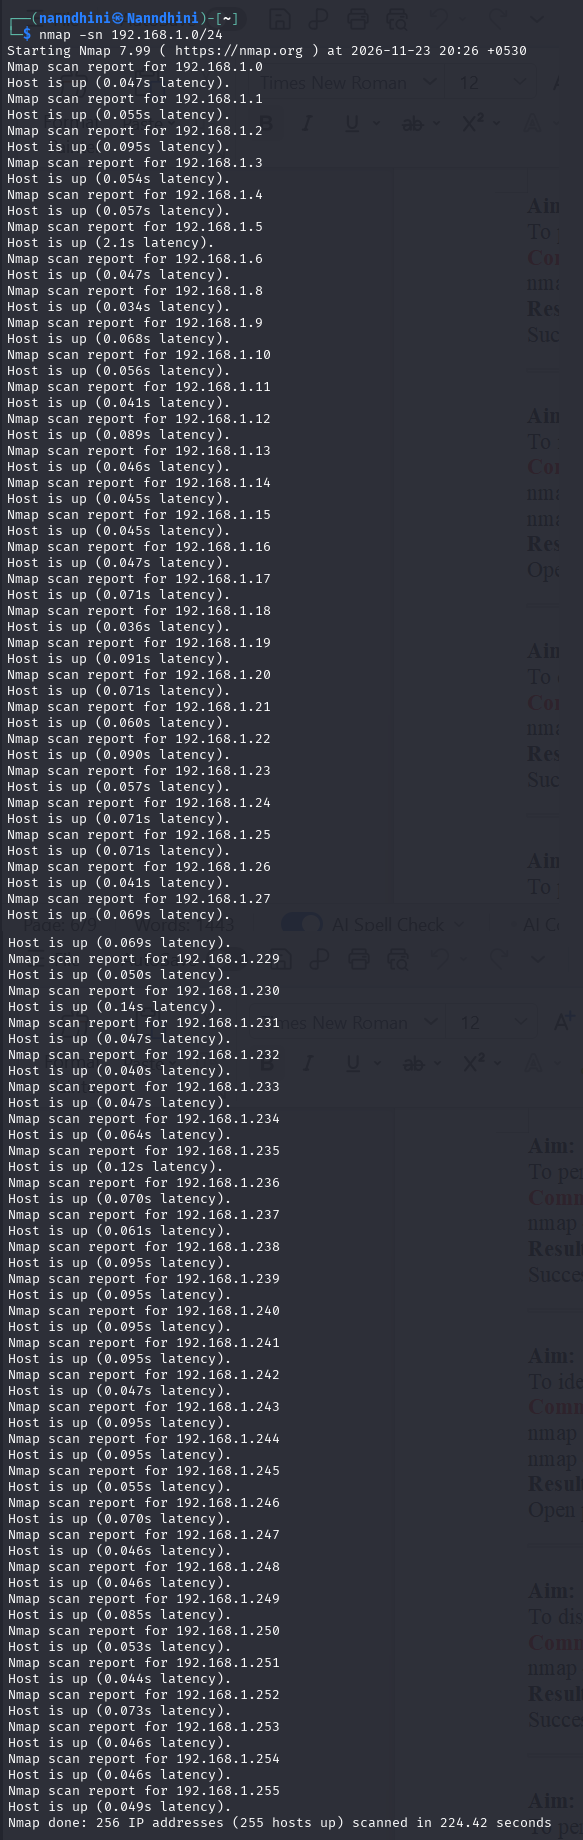 ┌──(nanndhini㉿Nanndhini)-[~]
└─$ nmap -sn 192.168.1.0/24
Starting Nmap 7.99 ( https://nmap.org ) at 2026-11-23 20:26 +0530
Nmap scan report for 192.168.1.0
Host is up (0.047s latency).
Nmap scan report for 192.168.1.1
Host is up (0.055s latency).
Nmap scan report for 192.168.1.2
Host is up (0.095s latency).
Nmap scan report for 192.168.1.3
Host is up (0.054s latency).
Nmap scan report for 192.168.1.4
Host is up (0.057s latency).
Nmap scan report for 192.168.1.5
Host is up (2.1s latency).
Nmap scan report for 192.168.1.6
Host is up (0.047s latency).
Nmap scan report for 192.168.1.8
Host is up (0.034s latency).
Nmap scan report for 192.168.1.9
Host is up (0.068s latency).
Nmap scan report for 192.168.1.10
Host is up (0.056s latency).
Nmap scan report for 192.168.1.11
Host is up (0.041s latency).
Nmap scan report for 192.168.1.12
Host is up (0.089s latency).
Nmap scan report for 192.168.1.13
Host is up (0.046s latency).
Nmap scan report for 192.168.1.14
Host is up (0.045s latency).
Nmap scan report for 192.168.1.15
Host is up (0.045s latency).
Nmap scan report for 192.168.1.16
Host is up (0.047s latency).
Nmap scan report for 192.168.1.17
Host is up (0.071s latency).
Nmap scan report for 192.168.1.18
Host is up (0.036s latency).
Nmap scan report for 192.168.1.19
Host is up (0.091s latency).
Nmap scan report for 192.168.1.20
Host is up (0.071s latency).
Nmap scan report for 192.168.1.21
Host is up (0.060s latency).
Nmap scan report for 192.168.1.22
Host is up (0.090s latency).
Nmap scan report for 192.168.1.23
Host is up (0.057s latency).
Nmap scan report for 192.168.1.24
Host is up (0.071s latency).
Nmap scan report for 192.168.1.25
Host is up (0.071s latency).
Nmap scan report for 192.168.1.26
Host is up (0.041s latency).
Nmap scan report for 192.168.1.27
Host is up (0.069s latency).
Host is up (0.069s latency).
Nmap scan report for 192.168.1.229
Host is up (0.050s latency).
Nmap scan report for 192.168.1.230
Host is up (0.14s latency).
Nmap scan report for 192.168.1.231
Host is up (0.047s latency).
Nmap scan report for 192.168.1.232
Host is up (0.040s latency).
Nmap scan report for 192.168.1.233
Host is up (0.047s latency).
Nmap scan report for 192.168.1.234
Host is up (0.064s latency).
Nmap scan report for 192.168.1.235
Host is up (0.12s latency).
Nmap scan report for 192.168.1.236
Host is up (0.070s latency).
Nmap scan report for 192.168.1.237
Host is up (0.061s latency).
Nmap scan report for 192.168.1.238
Host is up (0.095s latency).
Nmap scan report for 192.168.1.239
Host is up (0.095s latency).
Nmap scan report for 192.168.1.240
Host is up (0.095s latency).
Nmap scan report for 192.168.1.241
Host is up (0.095s latency).
Nmap scan report for 192.168.1.242
Host is up (0.047s latency).
Nmap scan report for 192.168.1.243
Host is up (0.095s latency).
Nmap scan report for 192.168.1.244
Host is up (0.095s latency).
Nmap scan report for 192.168.1.245
Host is up (0.055s latency).
Nmap scan report for 192.168.1.246
Host is up (0.070s latency).
Nmap scan report for 192.168.1.247
Host is up (0.046s latency).
Nmap scan report for 192.168.1.248
Host is up (0.046s latency).
Nmap scan report for 192.168.1.249
Host is up (0.085s latency).
Nmap scan report for 192.168.1.250
Host is up (0.053s latency).
Nmap scan report for 192.168.1.251
Host is up (0.044s latency).
Nmap scan report for 192.168.1.252
Host is up (0.073s latency).
Nmap scan report for 192.168.1.253
Host is up (0.046s latency).
Nmap scan report for 192.168.1.254
Host is up (0.046s latency).
Nmap scan report for 192.168.1.255
Host is up (0.049s latency).
Nmap done: 256 IP addresses (255 hosts up) scanned in 224.42 seconds